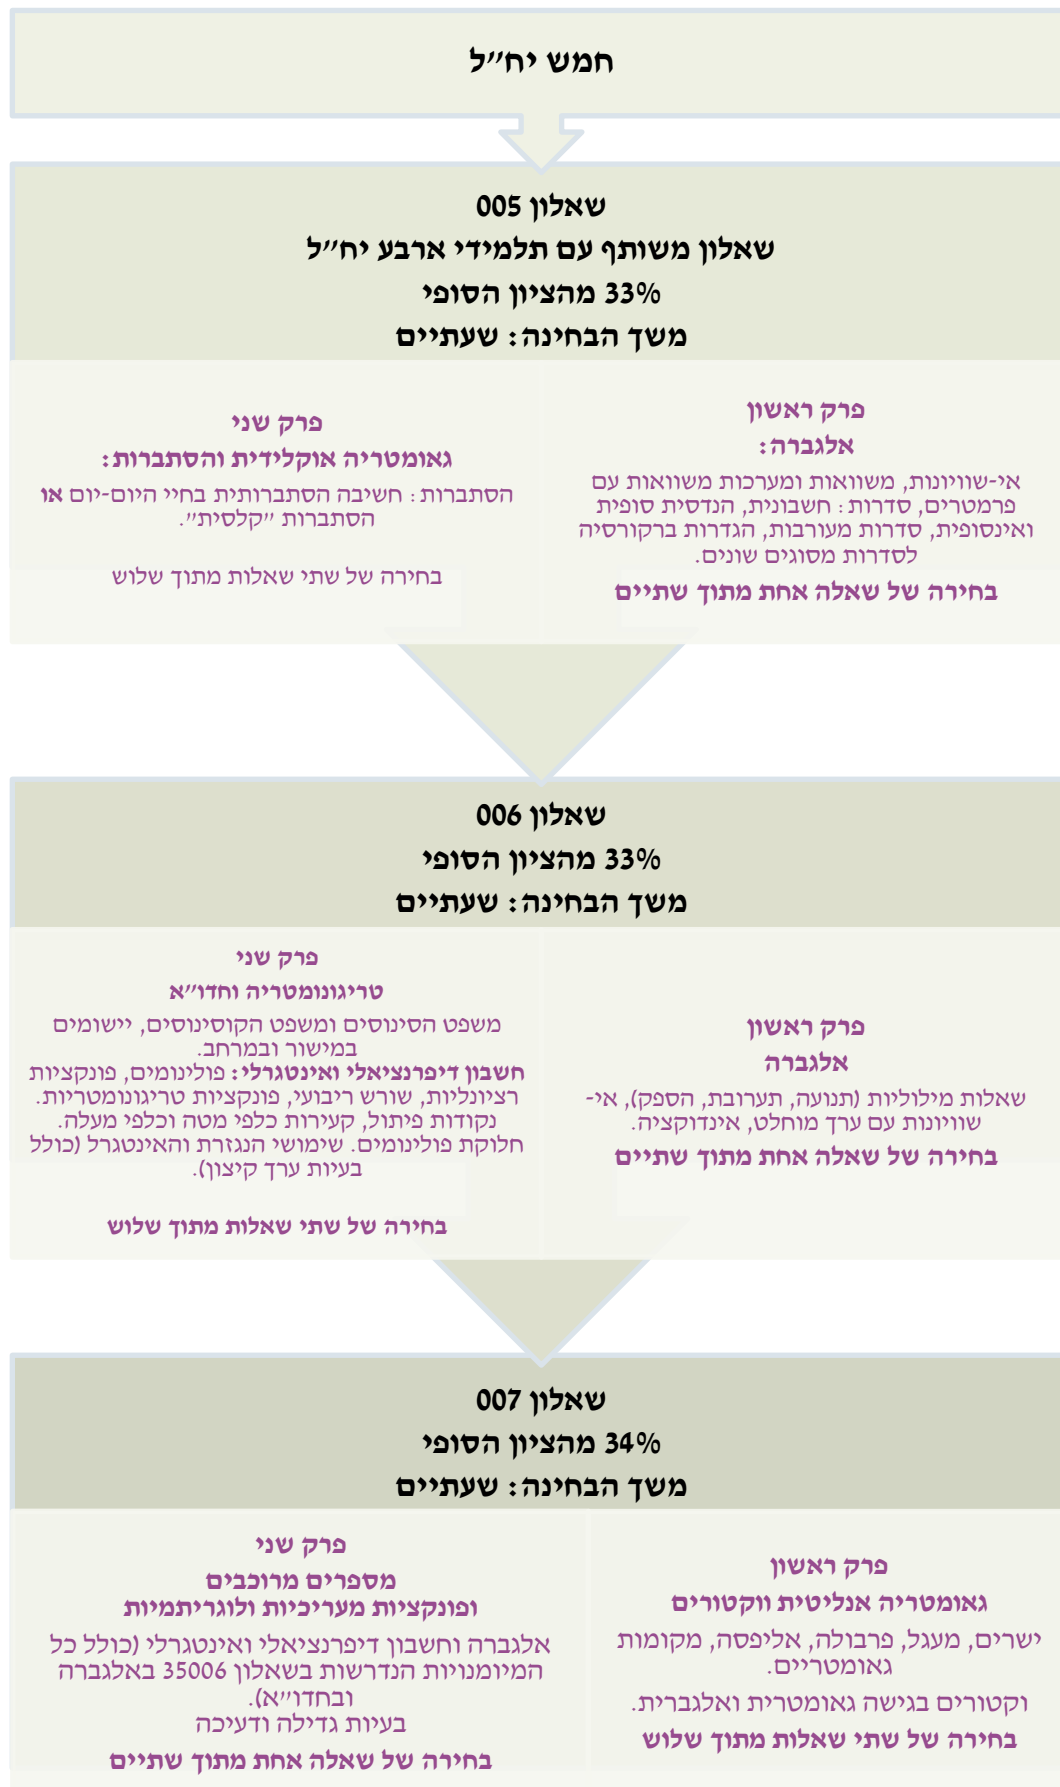 חמש יח״ל
שאלון 005
שאלון משותף עם תלמידי ארבע יח״ל
33% מהציון הסופי
משך הבחינה: שעתיים
פרק ראשון
אלגברה:
אי-שוויונות, משוואות ומערכות משוואות עם
פרמטרים, סדרות: חשבונית, הנדסית סופית
ואינסופית, סדרות מעורבות, הגדרות ברקורסיה
לסדרות מסוגים שונים.
בחירה של שאלה אחת מתוך שתיים
פרק שני
גאומטריה אוקלידית והסתברות:
הסתברות: חשיבה הסתברותית בחיי היום-יום או
הסתברות ״קלסית״.
בחירה של שתי שאלות מתוך שלוש
שאלון 006
33% מהציון הסופי
משך הבחינה: שעתיים
פרק ראשון
אלגברה
שאלות מילוליות (תנועה, תערובת, הספק), אי-
שוויונות עם ערך מוחלט, אינדוקציה.
בחירה של שאלה אחת מתוך שתיים
פרק שני
טריגונומטריה וחדו״א
משפט הסינוסים ומשפט הקוסינוסים, יישומים
במישור ובמרחב.
חשבון דיפרנציאלי ואינטגרלי: פולינומים, פונקציות
רציונליות, שורש ריבועי, פונקציות טריגונומטריות.
נקודות פיתול, קעירות כלפי מטה וכלפי מעלה.
חלוקת פולינומים. שימושי הנגזרת והאינטגרל (כולל
בעיות ערך קיצון).
בחירה של שתי שאלות מתוך שלוש
שאלון 007
34% מהציון הסופי
משך הבחינה: שעתיים
פרק ראשון
גאומטריה אנליטית ווקטורים
ישרים, מעגל, פרבולה, אליפסה, מקומות
גאומטריים.
וקטורים בגישה גאומטרית ואלגברית.
בחירה של שתי שאלות מתוך שלוש
פרק שני
מספרים מרוכבים
ופונקציות מעריכיות ולוגריתמיות
אלגברה וחשבון דיפרנציאלי ואינטגרלי (כולל כל
המיומנויות הנדרשות בשאלון 35006 באלגברה
ובחדו״א).
בעיות גדילה ודעיכה
בחירה של שאלה אחת מתוך שתיים